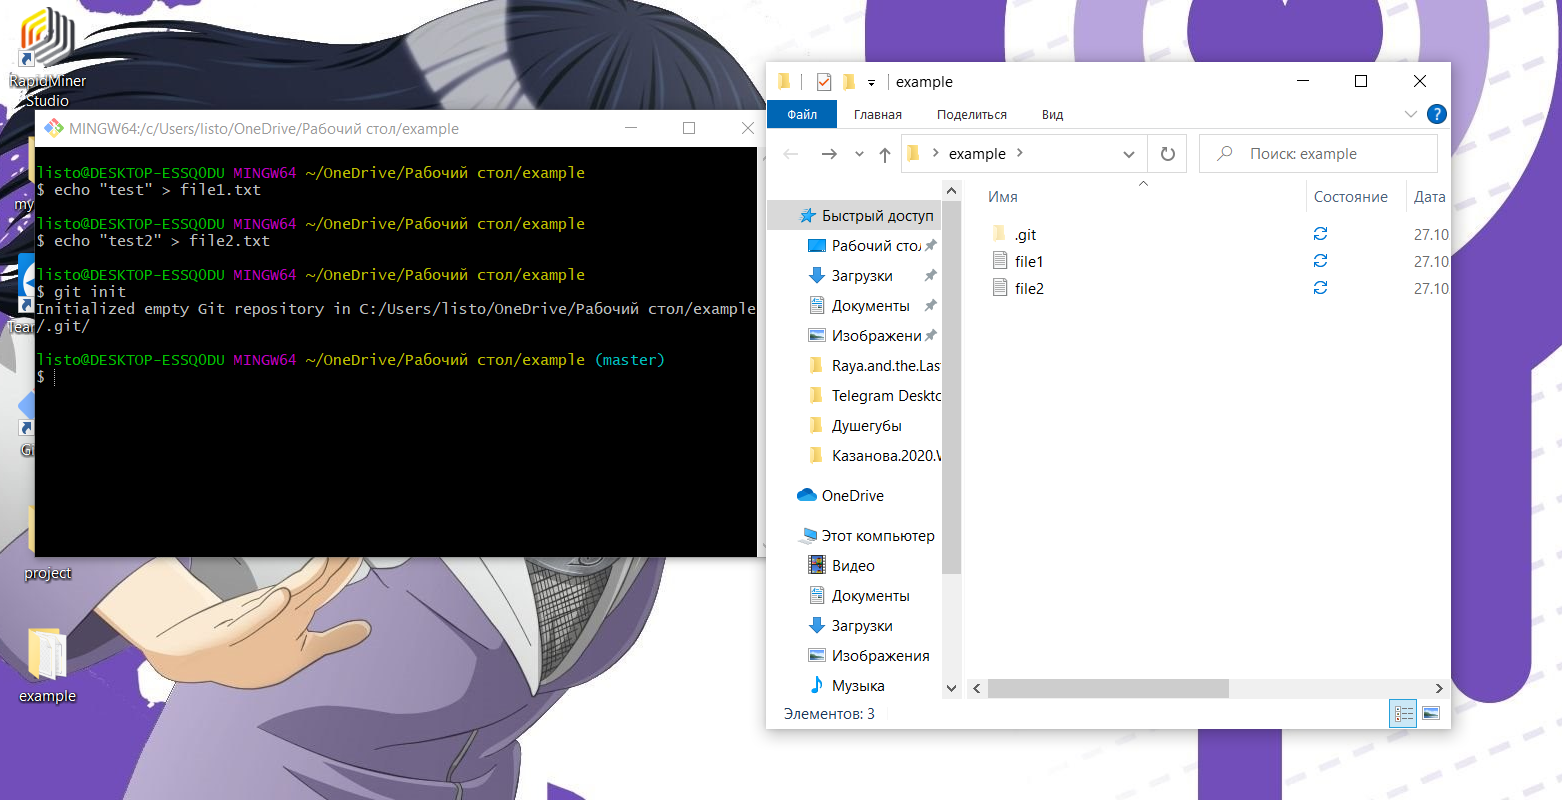 RapidMiner
Studio
MINGW64:/c/Users/listo/OneDrive/Рабочий стол/example
listo@DESKTOP-ESSQ0DU MINGW64 ~/OneDrive/Рабочий стол/example
$ echo "test" > file1.txt
listo@DESKTOP-ESSQ0DU MINGW64 ~/OneDrive/Рабочий стол/example
$ echo "test2" > file2.txt
listo@DESKTOP-ESSQ0DU MINGW64 ~/OneDrive/Рабочий стол/example
$ git init
Initialized empty Git repository in C:/Users/listo/OneDrive/Рабочий стол/example
/.git/
listo@DESKTOP-ESSQ0DU MINGW64 ~/OneDrive/Рабочий стол/example (master)
$
my
Tear
Gi
project
example
example
Файл Главная Поделиться Вид
example
Поиск: example
Быстрый доступ
Рабочий стол
Загрузки
Документы
Изображени
Raya.and.the.Las
Telegram Deskto
Душегубы
Казанова.2020.W
OneDrive
Этот компьютер
Видео
Документы
Загрузки
Изображения
Музыка
Имя Состояние Дата
.git 27.10
file1 27.10
file2 27.10
Элементов: 3